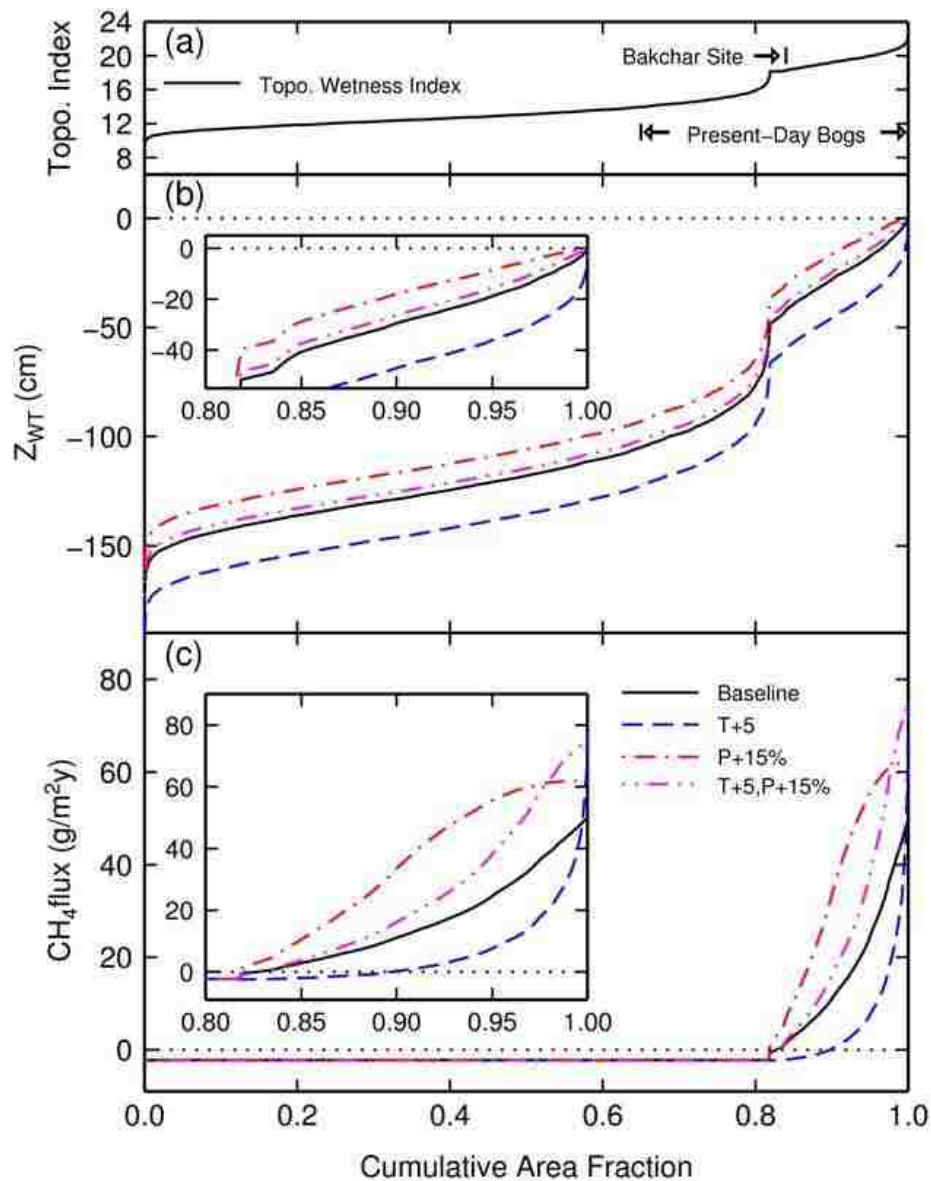 (a)
24
20
16
12
8
Topo. Index
Topo. Wetness Index
Bakchar Site
Present-Day Bogs
(b)
0
-50
-100
-150
Z_WT (cm)
0
-20
-40
0.80 0.85 0.90 0.95 1.00
(c)
80
60
40
20
0
CH₄flux (g/m²y)
80
60
40
20
0
0.80 0.85 0.90 0.95 1.00
Baseline
T+5
P+15%
T+5,P+15%
0.0 0.2 0.4 0.6 0.8 1.0
Cumulative Area Fraction